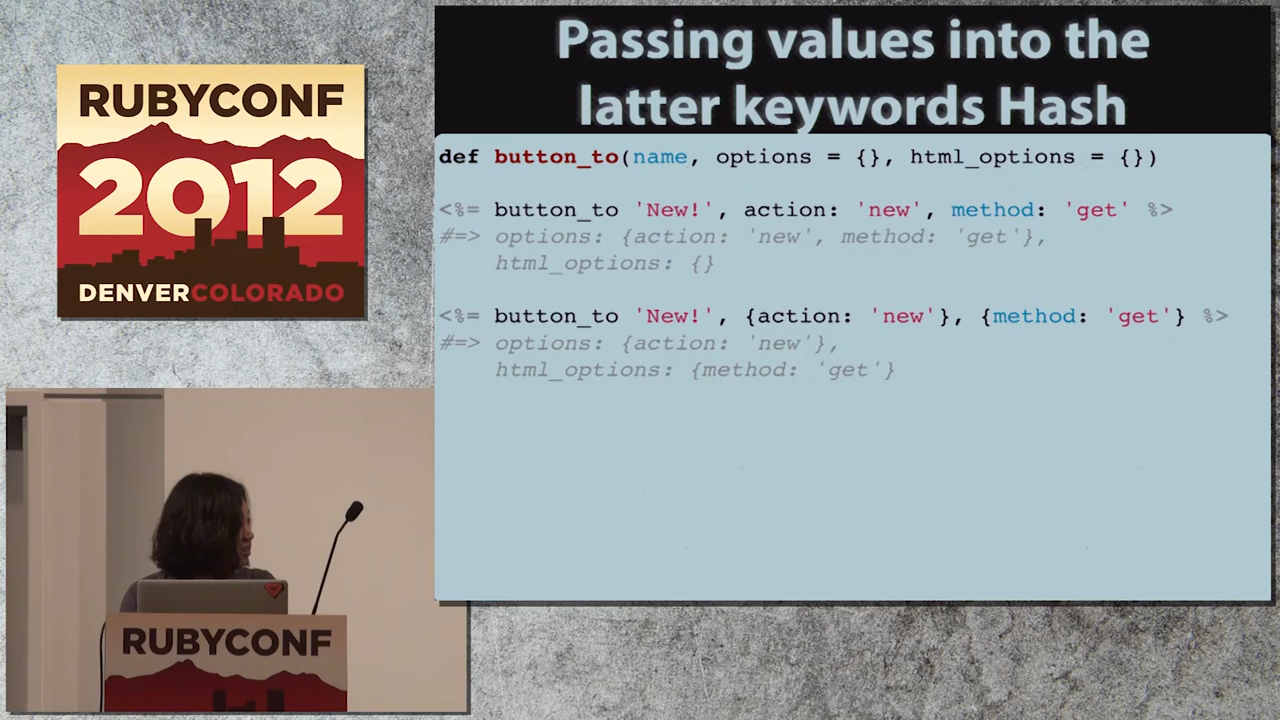 RUBYCONF
2012
DENVERCOLORADO
Passing values into the
latter keywords Hash
def button_to(name, options = {}, html_options = {})
<%= button_to 'New!', action: 'new', method: 'get' %>
#=> options: {action: 'new', method: 'get'},
html_options: {}
<%= button_to 'New!', {action: 'new'}, {method: 'get'} %>
#=> options: {action: 'new'},
html_options: {method: 'get'}
RUBYCONF